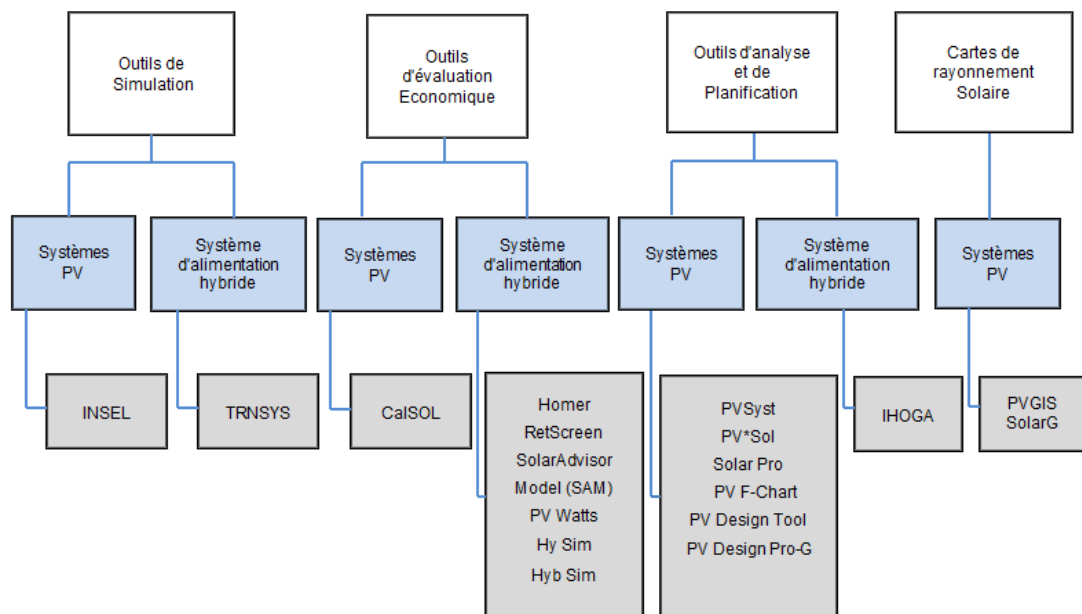 Outils de
Simulation
Outils
d'évaluation
Economique
Outils d'analyse
et de
Planification
Cartes de
rayonnement
Solaire
Systèmes
PV
Système
d'alimentation
hybride
Systèmes
PV
Système
d'alimentation
hybride
Systèmes
PV
Système
d'alimentation
hybride
Systèmes
PV
INSEL
TRNSYS
CalSOL
Homer
RetScreen
SolarAdvisor
Model (SAM)
PV Watts
Hy Sim
Hyb Sim
PVSyst
PV*Sol
Solar Pro
PV F-Chart
PV Design Tool
PV Design Pro-G
IHOGA
PVGIS
SolarG